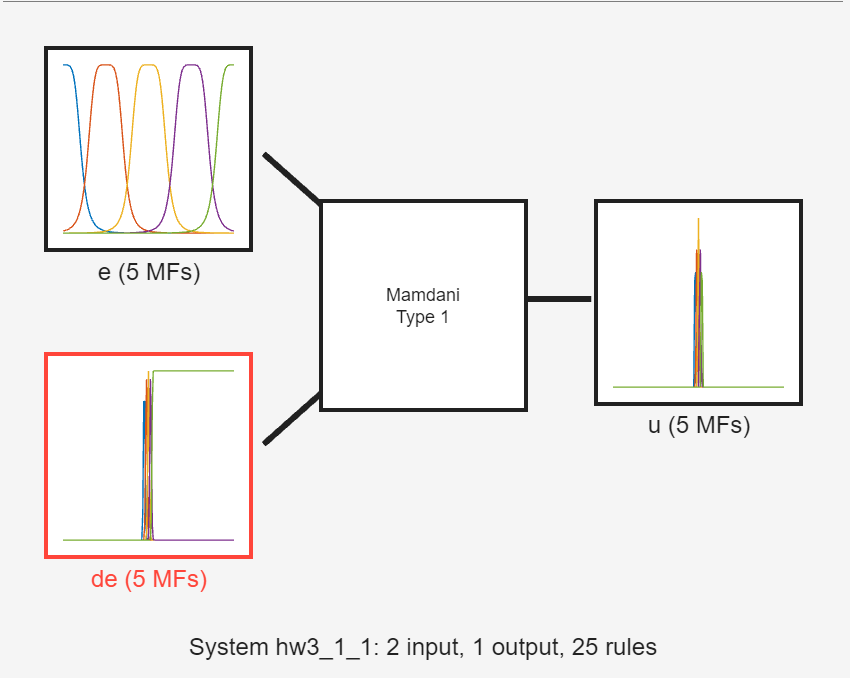 e (5 MFs)
Mamdani
Type 1
u (5 MFs)
de (5 MFs)
System hw3_1_1: 2 input, 1 output, 25 rules